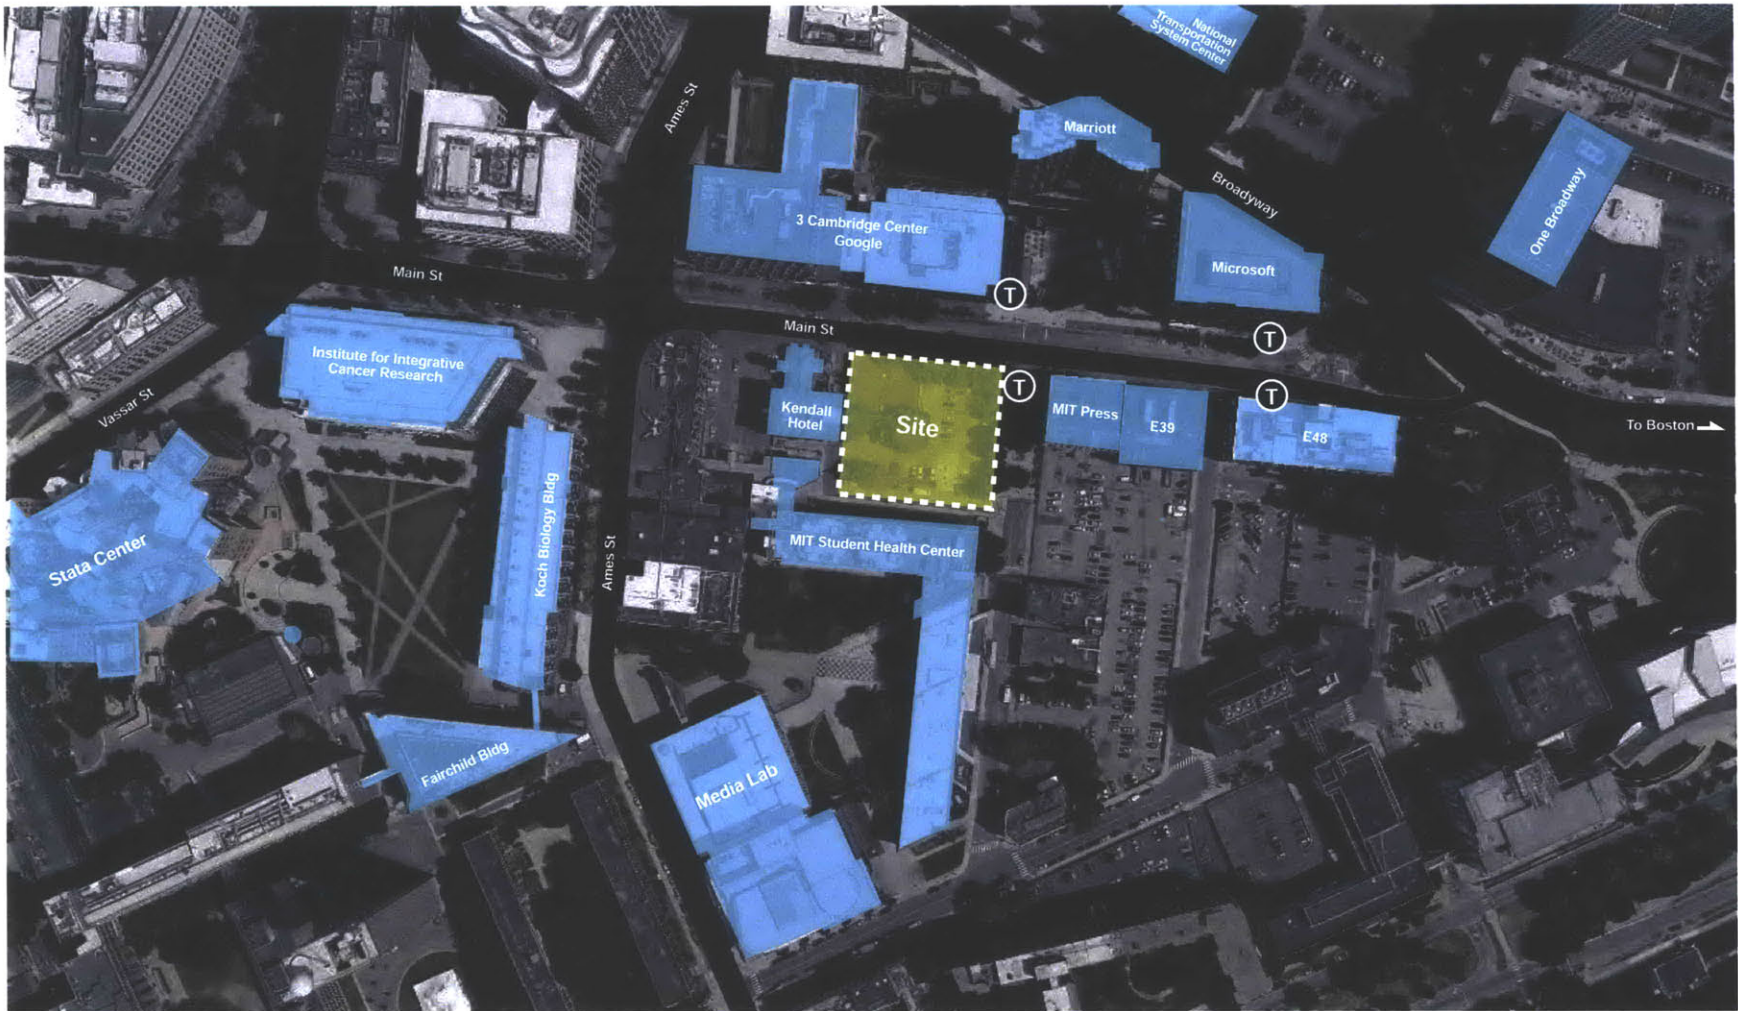 National
Transportation
System Center
Ames St
Marriott
Broadyway
One Broadway
3 Cambridge Center
Google
Microsoft
Main St
T
Main St
T
Institute for Integrative
Cancer Research
Vassar St
T
T
Kendall
Hotel
Site
MIT Press
E39
E48
To Boston
Koch Biology Bldg
Stata Center
Ames St
MIT Student Health Center
Fairchild Bldg
Media Lab